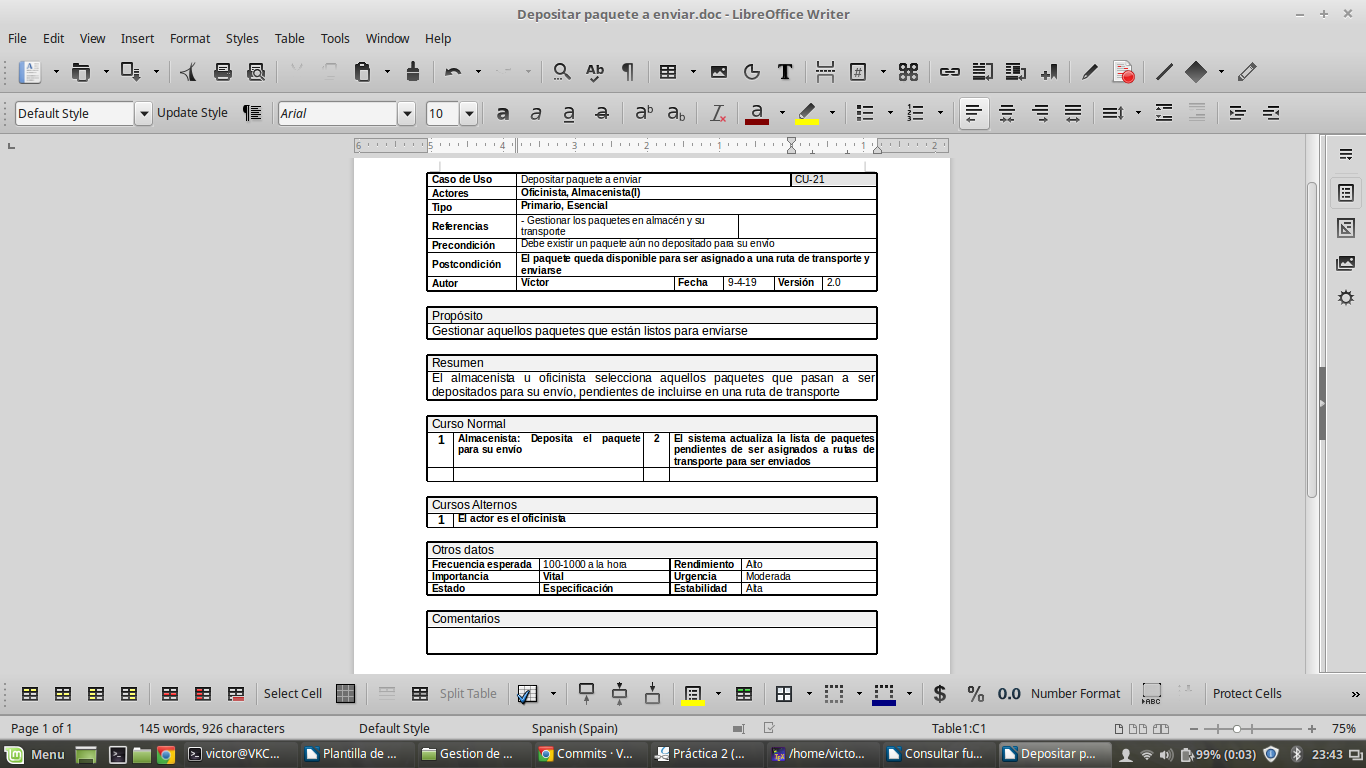 Depositar paquete a enviar.doc - LibreOffice Writer
File Edit View Insert Format Styles Table Tools Window Help
Default Style Update Style Arial 10
6 5 4 3 2 1 1 2
Caso de Uso Depositar paquete a enviar CU-21
Actores Oficinista, Almacenista(I)
Tipo Primario, Esencial
Referencias - Gestionar los paquetes en almacén y su
transporte
Precondición Debe existir un paquete aún no depositado para su envío
Postcondición El paquete queda disponible para ser asignado a una ruta de transporte y
enviarse
Autor Víctor Fecha 9-4-19 Versión 2.0
Propósito
Gestionar aquellos paquetes que están listos para enviarse
Resumen
El almacenista u oficinista selecciona aquellos paquetes que pasan a ser
depositados para su envío, pendientes de incluirse en una ruta de transporte
Curso Normal
1 Almacenista: Deposita el paquete 2 El sistema actualiza la lista de paquetes
para su envío pendientes de ser asignados a rutas de
transporte para ser enviados
Cursos Alternos
1 El actor es el oficinista
Otros datos
Frecuencia esperada 100-1000 a la hora Rendimiento Alto
Importancia Vital Urgencia Moderada
Estado Especificación Estabilidad Alta
Comentarios
Select Cell Split Table $ % 0.0 Number Format ABC Protect Cells »
Page 1 of 1 145 words, 926 characters Default Style Spanish (Spain) Table1:C1 75%
Menu victor@VKC... Plantilla de ... Gestion de ... Commits · V... Práctica 2 (... /home/victo... Consultar fu... Depositar p... 99% (0:03) 23:43